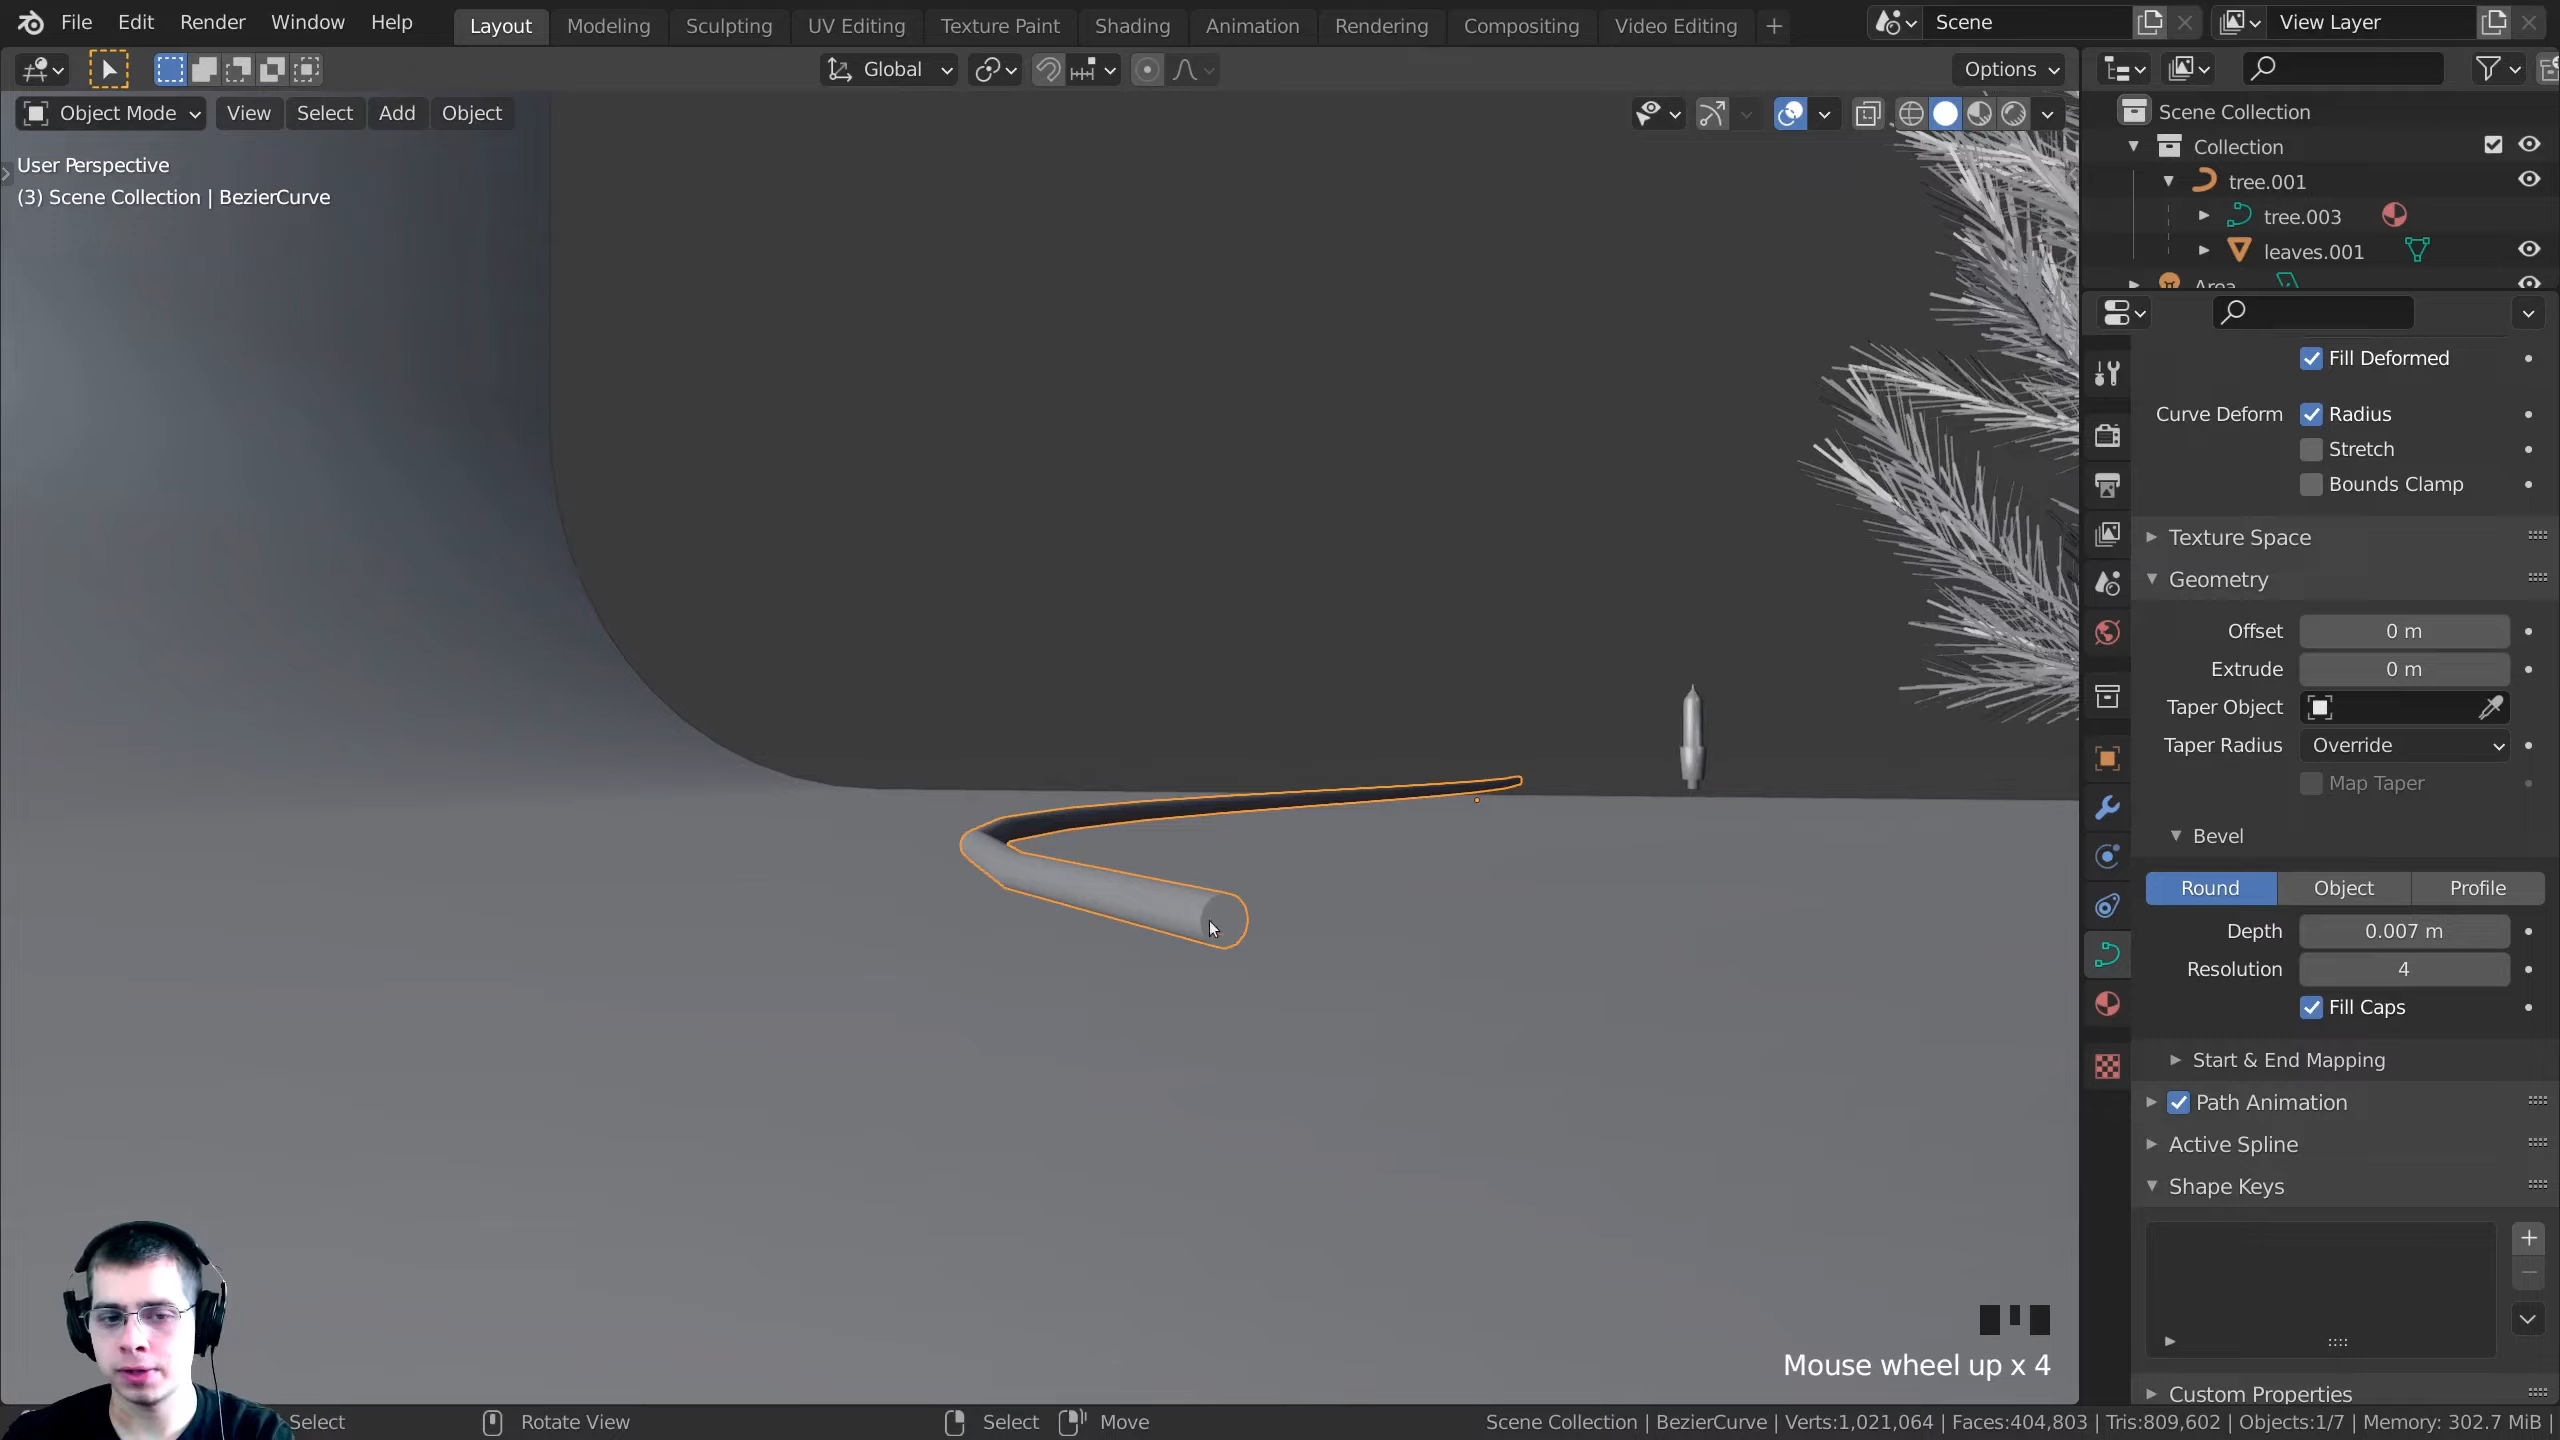 File Edit Render Window Help
Layout Modeling Sculpting UV Editing Texture Paint Shading Animation Rendering Compositing Video Editing +
Scene
View Layer
Global
Options
Object Mode View Select Add Object
User Perspective
(3) Scene Collection | BezierCurve
Scene Collection
Collection
tree.001
tree.003
leaves.001
Area
Fill Deformed
Curve Deform Radius
Stretch
Bounds Clamp
Texture Space
Geometry
Offset 0 m
Extrude 0 m
Taper Object
Taper Radius Override
Map Taper
Bevel
Round Object Profile
Depth 0.007 m
Resolution 4
Fill Caps
Start & End Mapping
Path Animation
Active Spline
Shape Keys
Custom Properties
Mouse wheel up x 4
Select Rotate View Select Move
Scene Collection | BezierCurve | Verts:1,021,064 | Faces:404,803 | Tris:809,602 | Objects:1/7 | Memory: 302.7 MiB |